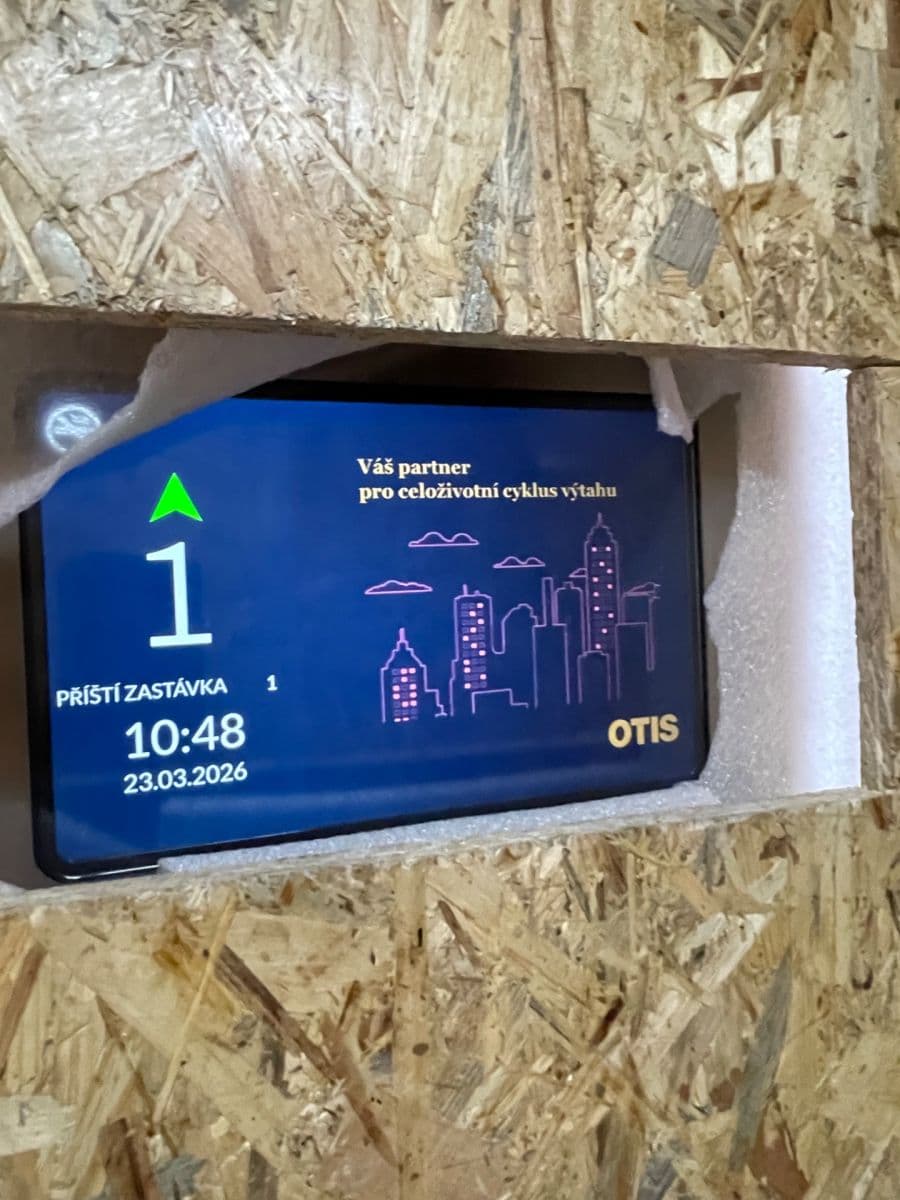 1
PŘÍŠTÍ ZASTÁVKA 1
10:48
23.03.2026
Váš partner
pro celoživotní cyklus výtahu
OTIS